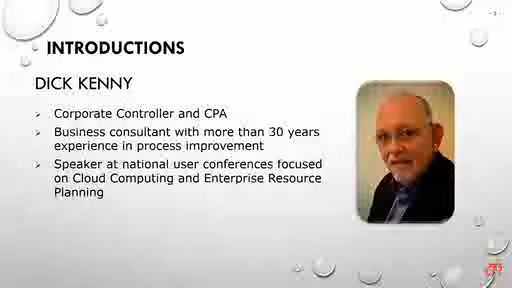 INTRODUCTIONS
DICK KENNY
Corporate Controller and CPA
Business consultant with more than 30 years
experience in process improvement
Speaker at national user conferences focused
on Cloud Computing and Enterprise Resource
Planning